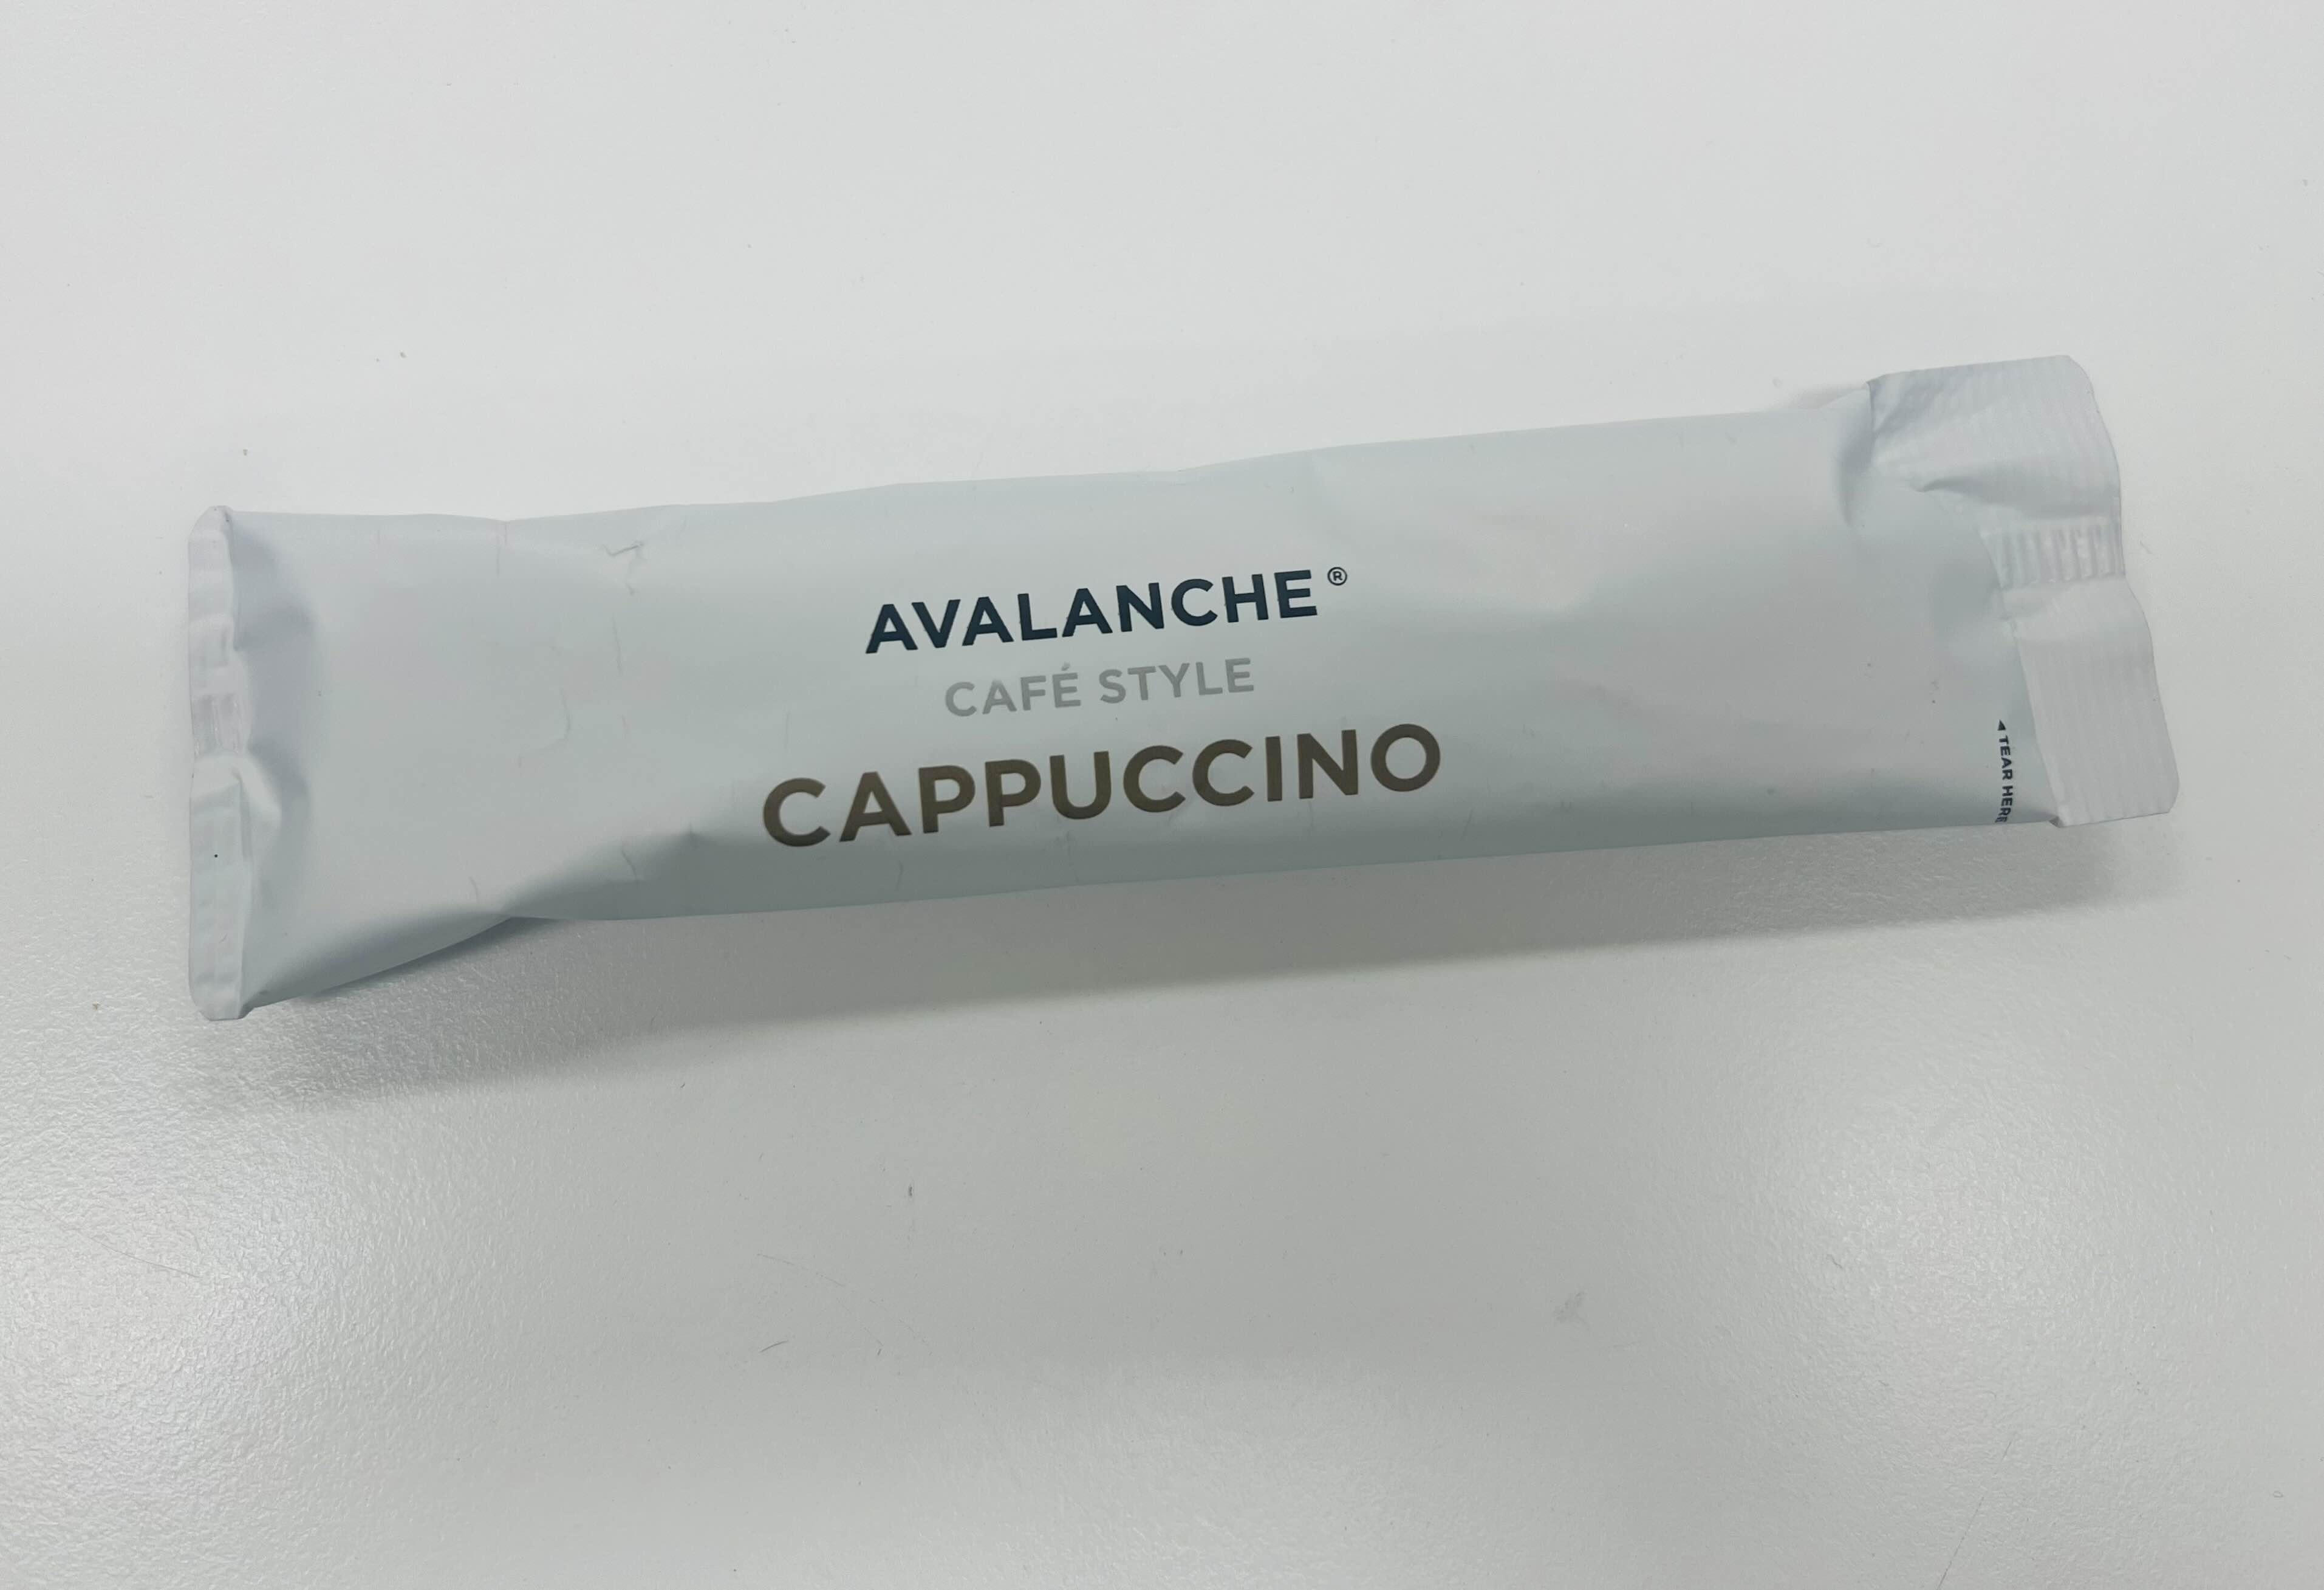 AVALANCHE®
CAFÉ STYLE
CAPPUCCINO
◀ TEAR HERE